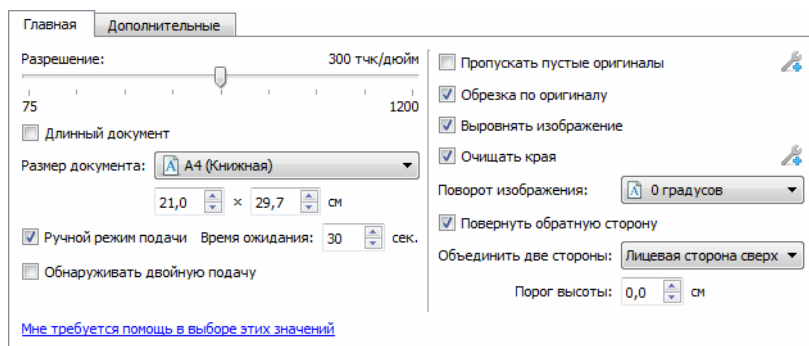 Главная
Дополнительные
Разрешение: 300 тчк/дюйм
75 1200
Длинный документ
Размер документа: A4 (Книжная)
21,0 × 29,7 см
Ручной режим подачи Время ожидания: 30 сек.
Обнаруживать двойную подачу
Мне требуется помощь в выборе этих значений
Пропускать пустые оригиналы
Обрезка по оригиналу
Выровнять изображение
Очищать края
Поворот изображения: 0 градусов
Повернуть обратную сторону
Объединить две стороны: Лицевая сторона сверх
Порог высоты: 0,0 см